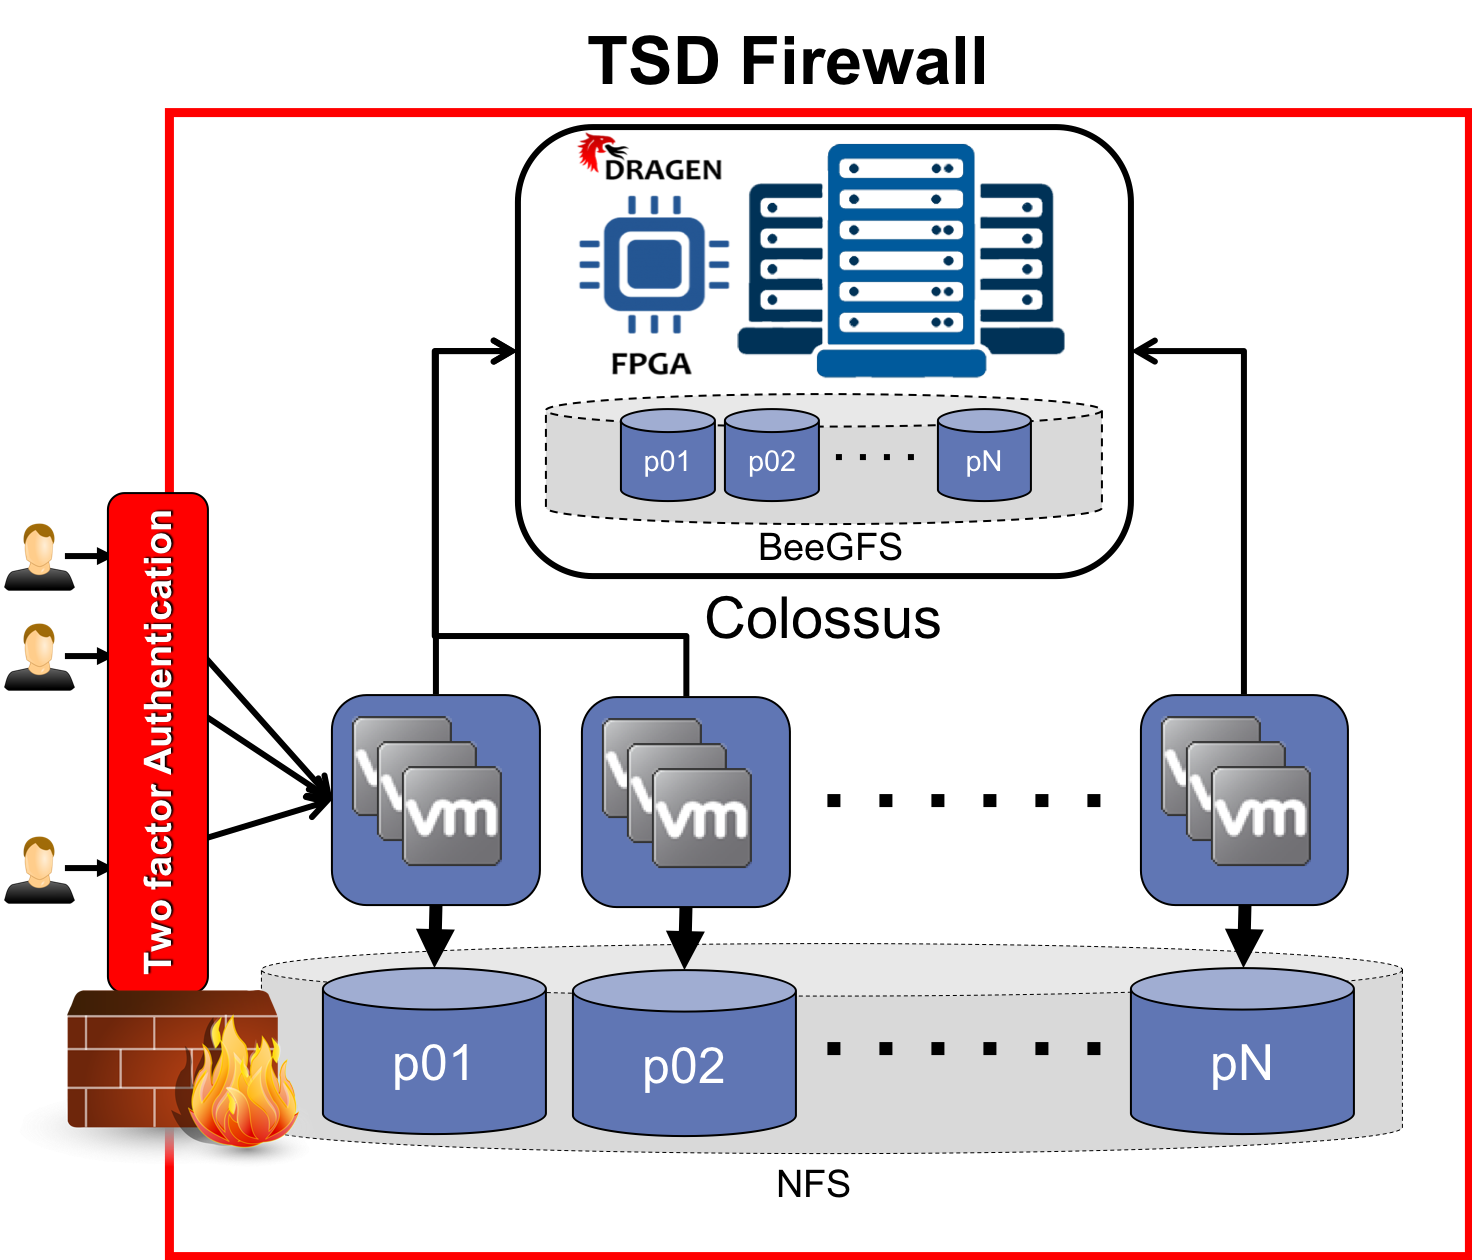 TSD Firewall
DRAGEN
FPGA
p01
p02
pN
BeeGFS
Colossus
Two factor Authentication
vm
vm
vm
p01
p02
pN
NFS